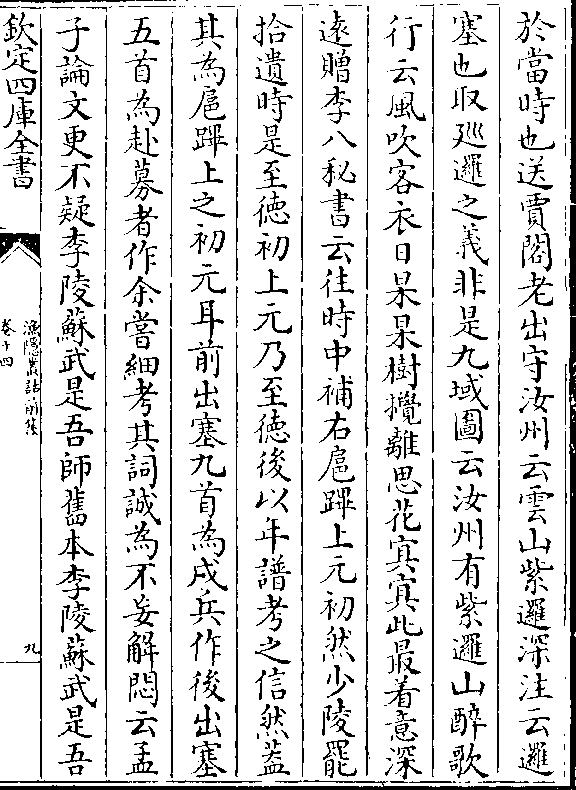 於當時也送賈閣老出守汝州云雲山紫邏深注云邏
塞也取廵邏之義非是九域圖云汝州有紫邏山醉歌
行云風吹客衣日杲杲樹攪離思花冥冥此最着意深
遠贈李八秘書云往時中補右扈蹕上元初然少陵罷
拾遺時是至徳初上元乃至徳後以年譜考之信然葢
其為扈蹕上之初元耳前出塞九首為戍兵作後出塞
五首為赴募者作余嘗細考其詞誠為不妄解悶云孟
子論文更不疑李陵蘇武是吾師舊本李陵蘇武是吾
欽定四庫全書
漁隱叢話前集
卷十四
九